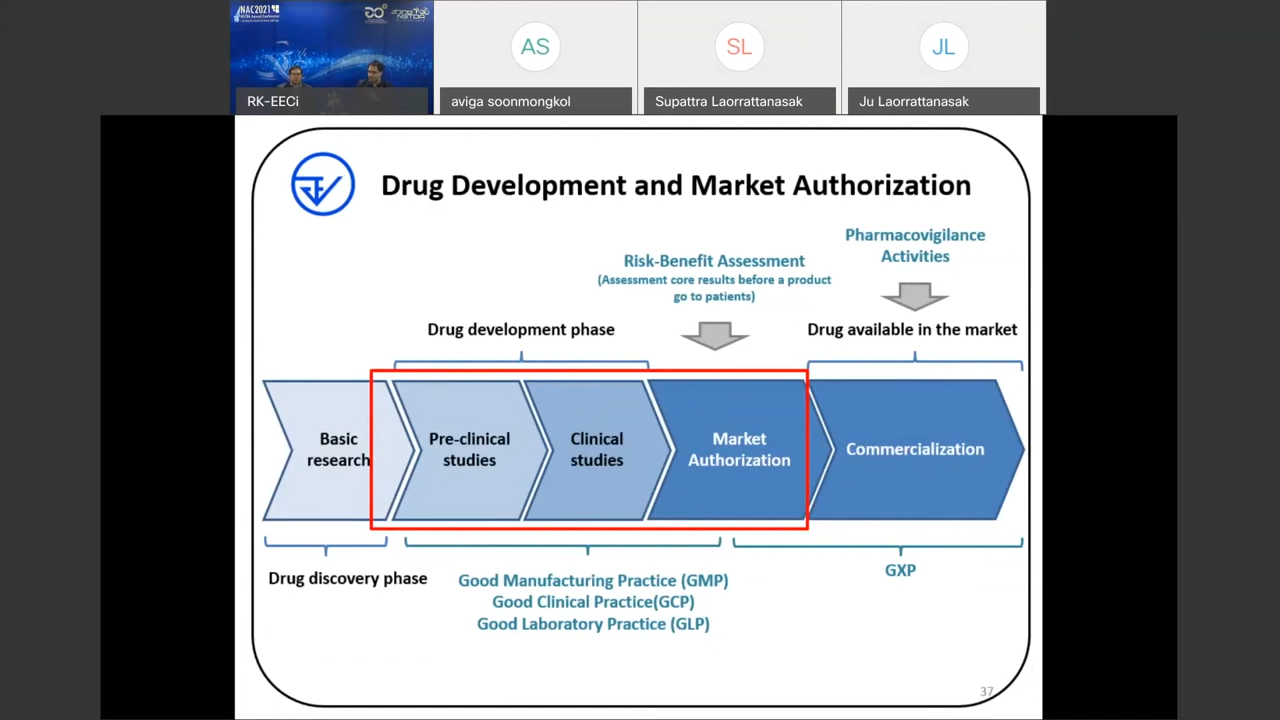 NAC2021
RK-EECi
AS
aviga soonmongkol
SL
Supattra Laorrattanasak
JL
Ju Laorrattanasak
Drug Development and Market Authorization
Pharmacovigilance
Activities
Risk-Benefit Assessment
(Assessment core results before a product
go to patients)
Drug development phase
Drug available in the market
Basic
research
Pre-clinical
studies
Clinical
studies
Market
Authorization
Commercialization
Drug discovery phase
Good Manufacturing Practice (GMP)
Good Clinical Practice(GCP)
Good Laboratory Practice (GLP)
GXP
37